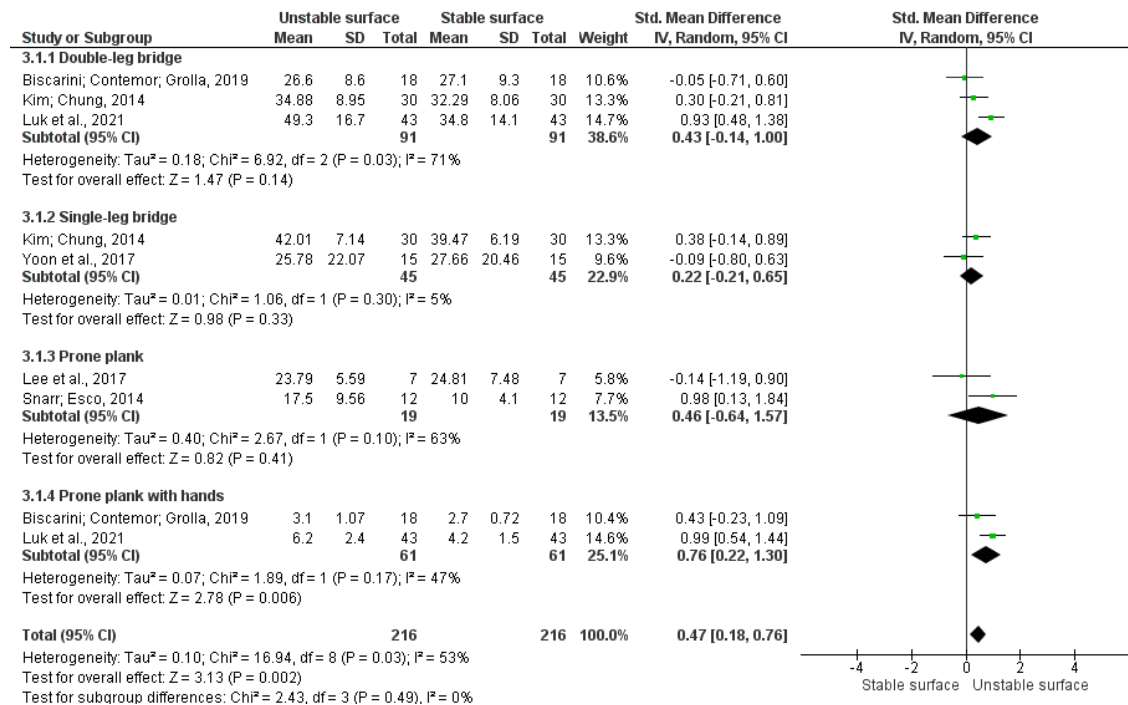 Unstable surface Stable surface Std. Mean Difference Std. Mean Difference
Study or Subgroup Mean SD Total Mean SD Total Weight IV, Random, 95% CI IV, Random, 95% CI
3.1.1 Double-leg bridge
Biscarini; Contemor; Grolla, 2019 26.6 8.6 18 27.1 9.3 18 10.6% -0.05 [-0.71, 0.60]
Kim; Chung, 2014 34.88 8.95 30 32.29 8.06 30 13.3% 0.30 [-0.21, 0.81]
Luk et al., 2021 49.3 16.7 43 34.8 14.1 43 14.7% 0.93 [0.48, 1.38]
Subtotal (95% CI) 91 91 38.6% 0.43 [-0.14, 1.00]
Heterogeneity: Tau² = 0.18; Chi² = 6.92, df = 2 (P = 0.03); I² = 71%
Test for overall effect: Z = 1.47 (P = 0.14)
3.1.2 Single-leg bridge
Kim; Chung, 2014 42.01 7.14 30 39.47 6.19 30 13.3% 0.38 [-0.14, 0.89]
Yoon et al., 2017 25.78 22.07 15 27.66 20.46 15 9.6% -0.09 [-0.80, 0.63]
Subtotal (95% CI) 45 45 22.9% 0.22 [-0.21, 0.65]
Heterogeneity: Tau² = 0.01; Chi² = 1.06, df = 1 (P = 0.30); I² = 5%
Test for overall effect: Z = 0.98 (P = 0.33)
3.1.3 Prone plank
Lee et al., 2017 23.79 5.59 7 24.81 7.48 7 5.8% -0.14 [-1.19, 0.90]
Snarr; Esco, 2014 17.5 9.56 12 10 4.1 12 7.7% 0.98 [0.13, 1.84]
Subtotal (95% CI) 19 19 13.5% 0.46 [-0.64, 1.57]
Heterogeneity: Tau² = 0.40; Chi² = 2.67, df = 1 (P = 0.10); I² = 63%
Test for overall effect: Z = 0.82 (P = 0.41)
3.1.4 Prone plank with hands
Biscarini; Contemor; Grolla, 2019 3.1 1.07 18 2.7 0.72 18 10.4% 0.43 [-0.23, 1.09]
Luk et al., 2021 6.2 2.4 43 4.2 1.5 43 14.6% 0.99 [0.54, 1.44]
Subtotal (95% CI) 61 61 25.1% 0.76 [0.22, 1.30]
Heterogeneity: Tau² = 0.07; Chi² = 1.89, df = 1 (P = 0.17); I² = 47%
Test for overall effect: Z = 2.78 (P = 0.006)
Total (95% CI) 216 216 100.0% 0.47 [0.18, 0.76]
Heterogeneity: Tau² = 0.10; Chi² = 16.94, df = 8 (P = 0.03); I² = 53%
Test for overall effect: Z = 3.13 (P = 0.002)
Test for subgroup differences: Chi² = 2.43, df = 3 (P = 0.49), I² = 0%
-4 -2 0 2 4
Stable surface Unstable surface